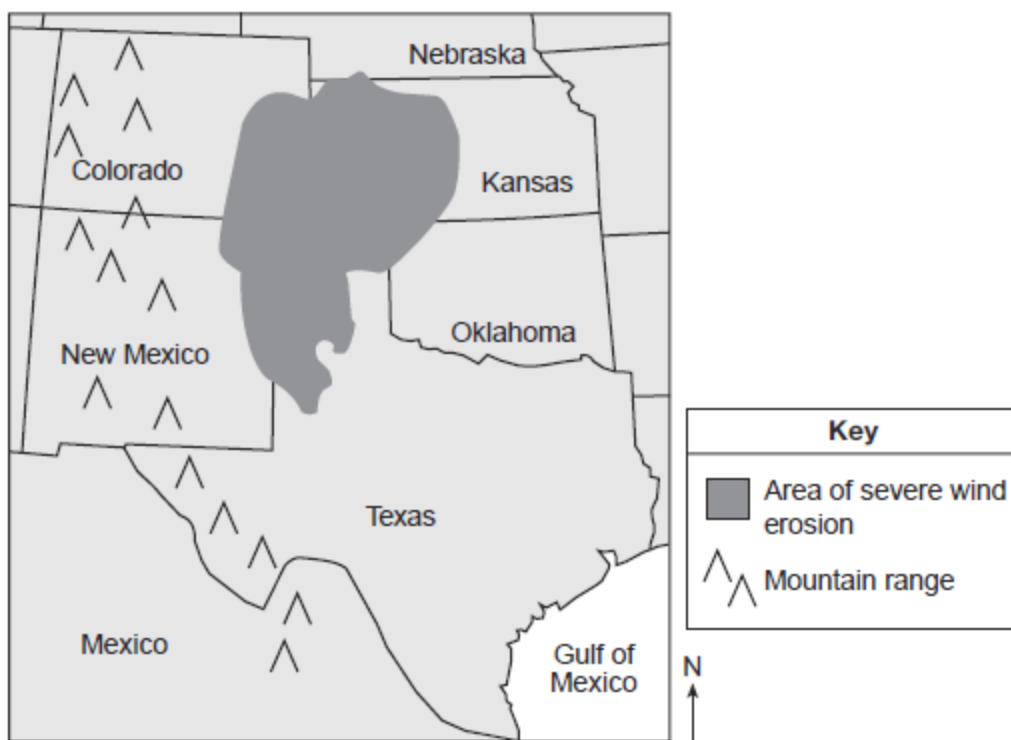 Nebraska
Colorado
Kansas
Oklahoma
New Mexico
Texas
Mexico
Gulf of
Mexico
Key
Area of severe wind
erosion
Mountain range
N